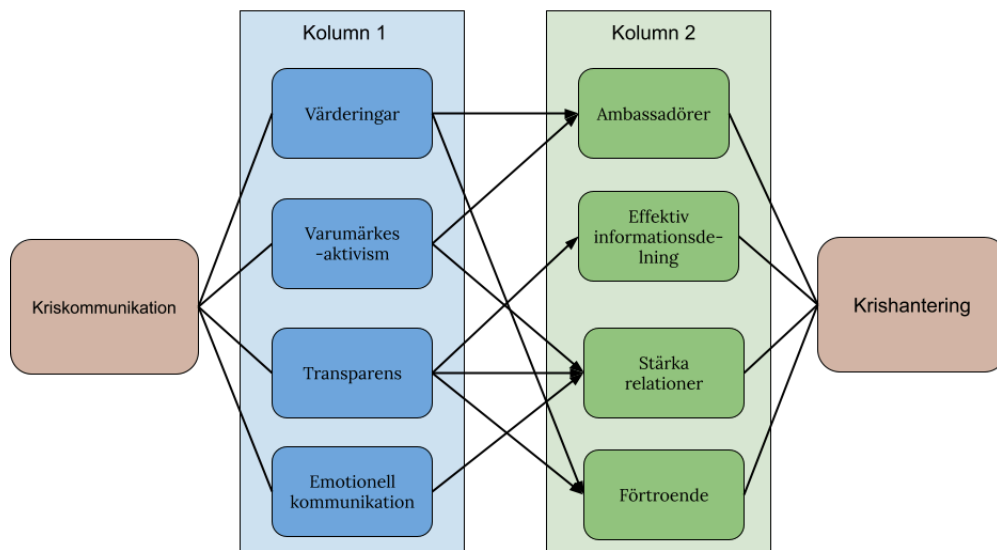 Kolumn 1
Kolumn 2
Värderingar
Ambassadörer
Varumärkes
-aktivism
Effektiv
informationsde-
lning
Kriskommunikation
Krishantering
Transparens
Stärka
relationer
Emotionell
kommunikation
Förtroende